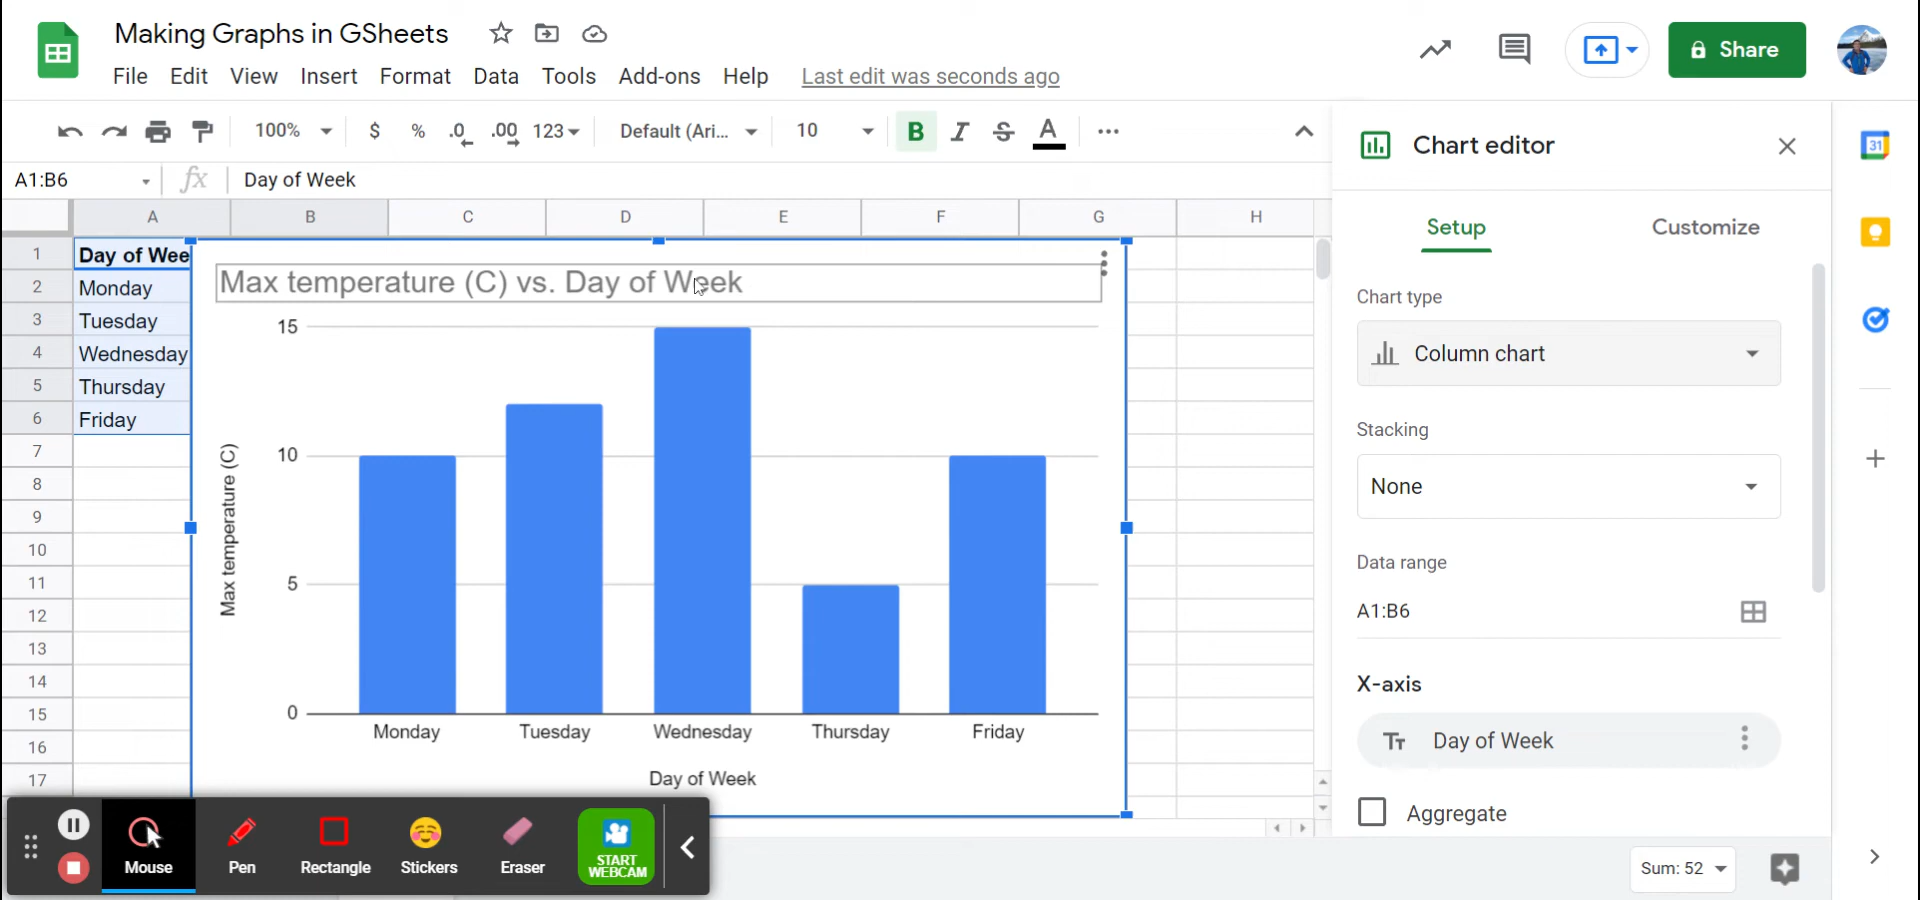 Making Graphs in GSheets
File Edit View Insert Format Data Tools Add-ons Help Last edit was seconds ago
Share
100% $ % .0 .00 123 Default (Ari... 10 B I S A
A1:B6 fx Day of Week
A B C D E F G H
1 Day of Wee
2 Monday
3 Tuesday
4 Wednesday
5 Thursday
6 Friday
7
8
9
10
11
12
13
14
15
16
17
Max temperature (C) vs. Day of Week
Max temperature (C)
15
10
5
0
Monday Tuesday Wednesday Thursday Friday
Day of Week
Chart editor
Setup Customize
Chart type
Column chart
Stacking
None
Data range
A1:B6
X-axis
Tт Day of Week
Aggregate
31
Mouse Pen Rectangle Stickers Eraser
START
WEBCAM
Sum: 52